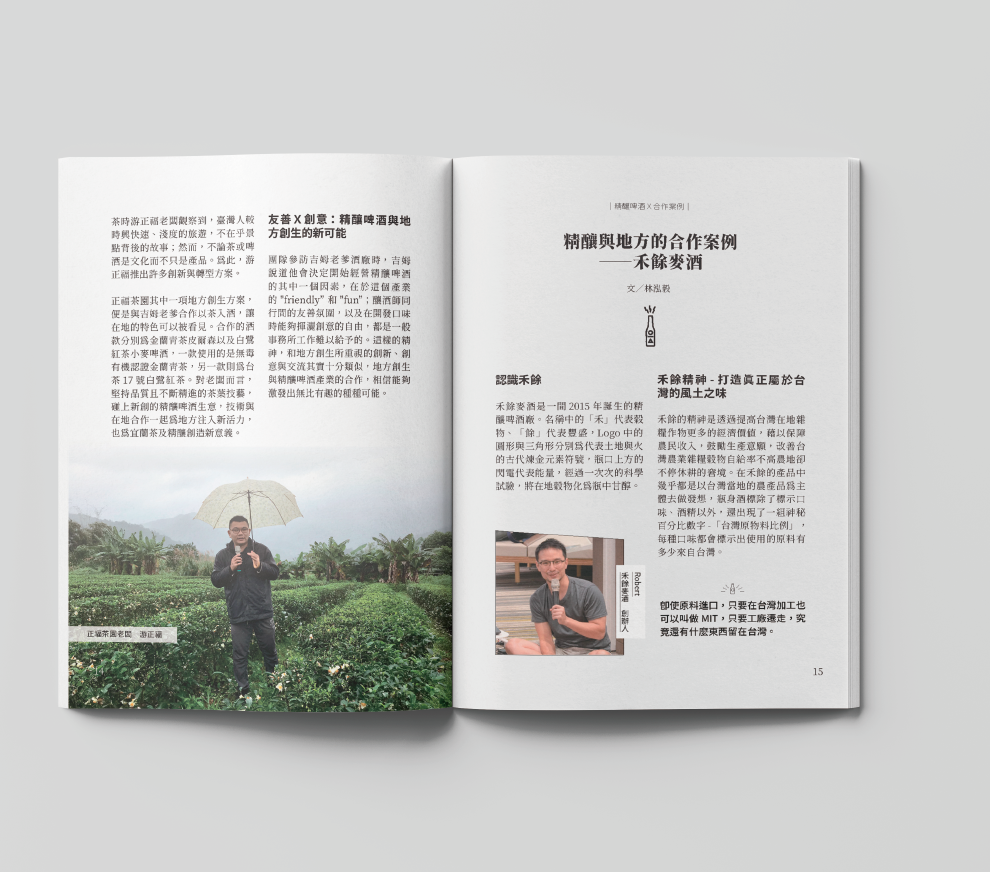 茶時游正福老闆觀察到，臺灣人較
時興快速、淺度的旅遊，不在乎景
點背後的故事；然而，不論茶或啤
酒是文化而不只是產品。為此，游
正福推出許多創新與轉型方案。
正福茶園其中一項地方創生方案，
便是與吉姆老爹合作以茶入酒，讓
在地的特色可以被看見。合作的酒
款分別為金蘭青茶皮爾森以及白鷺
紅茶小麥啤酒，一款使用的是無毒
有機認證金蘭青茶，另一款則為台
茶 17 號白鷺紅茶。對老闆而言，
堅持品質且不斷精進的茶葉技藝，
碰上新創的精釀啤酒生意，技術與
在地合作一起為地方注入新活力，
也為宜蘭茶及精釀創造新意義。
友善 X 創意：精釀啤酒與地
方創生的新可能
團隊參訪吉姆老爹酒廠時，吉姆
說道他會決定開始經營精釀啤酒
的其中一個因素，在於這個產業
的 "friendly" 和 "fun"；釀酒師同
行間的友善氛圍，以及在開發口味
時能夠揮灑創意的自由，都是一般
事務所工作難以給予的。這樣的精
神，和地方創生所重視的創新、創
意與交流其實十分類似，地方創生
與精釀啤酒產業的合作，相信能夠
激發出無比有趣的種種可能。
正福茶園老闆 游正福
｜精釀啤酒 X 合作案例｜
精釀與地方的合作案例
——禾餘麥酒
文／林泓毅
認識禾餘
禾餘麥酒是一間 2015 年誕生的精
釀啤酒廠。名稱中的「禾」代表穀
物、「餘」代表豐盛，Logo 中的
圓形與三角形分別為代表土地與火
的古代煉金元素符號，瓶口上方的
閃電代表能量，經過一次次的科學
試驗，將在地穀物化為瓶中甘醇。
Robert
禾餘麥酒 創辦人
禾餘精神 - 打造真正屬於台
灣的風土之味
禾餘的精神是透過提高台灣在地雜
糧作物更多的經濟價值，藉以保障
農民收入，鼓勵生產意願，改善台
灣農業雜糧穀物自給率不高農地卻
不停休耕的窘境。在禾餘的產品中
幾乎都是以台灣當地的農產品為主
體去做發想，瓶身酒標除了標示口
味、酒精以外，還出現了一組神秘
百分比數字 -「台灣原物料比例」，
每種口味都會標示出使用的原料有
多少來自台灣。
即使原料進口，只要在台灣加工也
可以叫做 MIT，只要工廠遷走，究
竟還有什麼東西留在台灣。
15